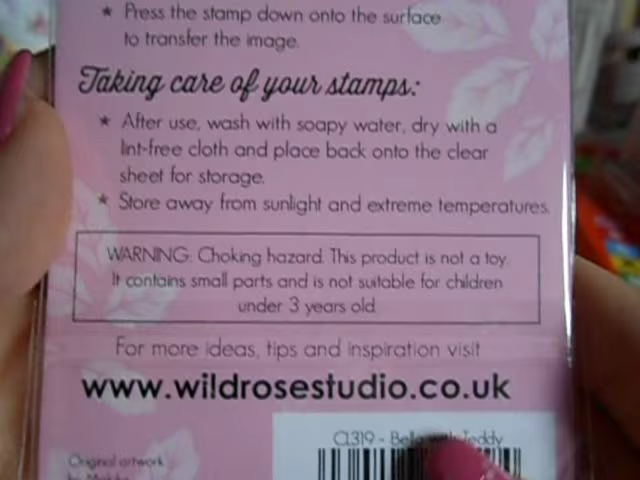 ★ Press the stamp down onto the surface
to transfer the image.
Taking care of your stamps:
★ After use, wash with soapy water, dry with a
lint-free cloth and place back onto the clear
sheet for storage.
★ Store away from sunlight and extreme temperatures.
WARNING: Choking hazard. This product is not a toy.
It contains small parts and is not suitable for children
under 3 years old.
For more ideas, tips and inspiration visit
www.wildrosestudio.co.uk
CL319 - Bella with Teddy
Original artwork
by